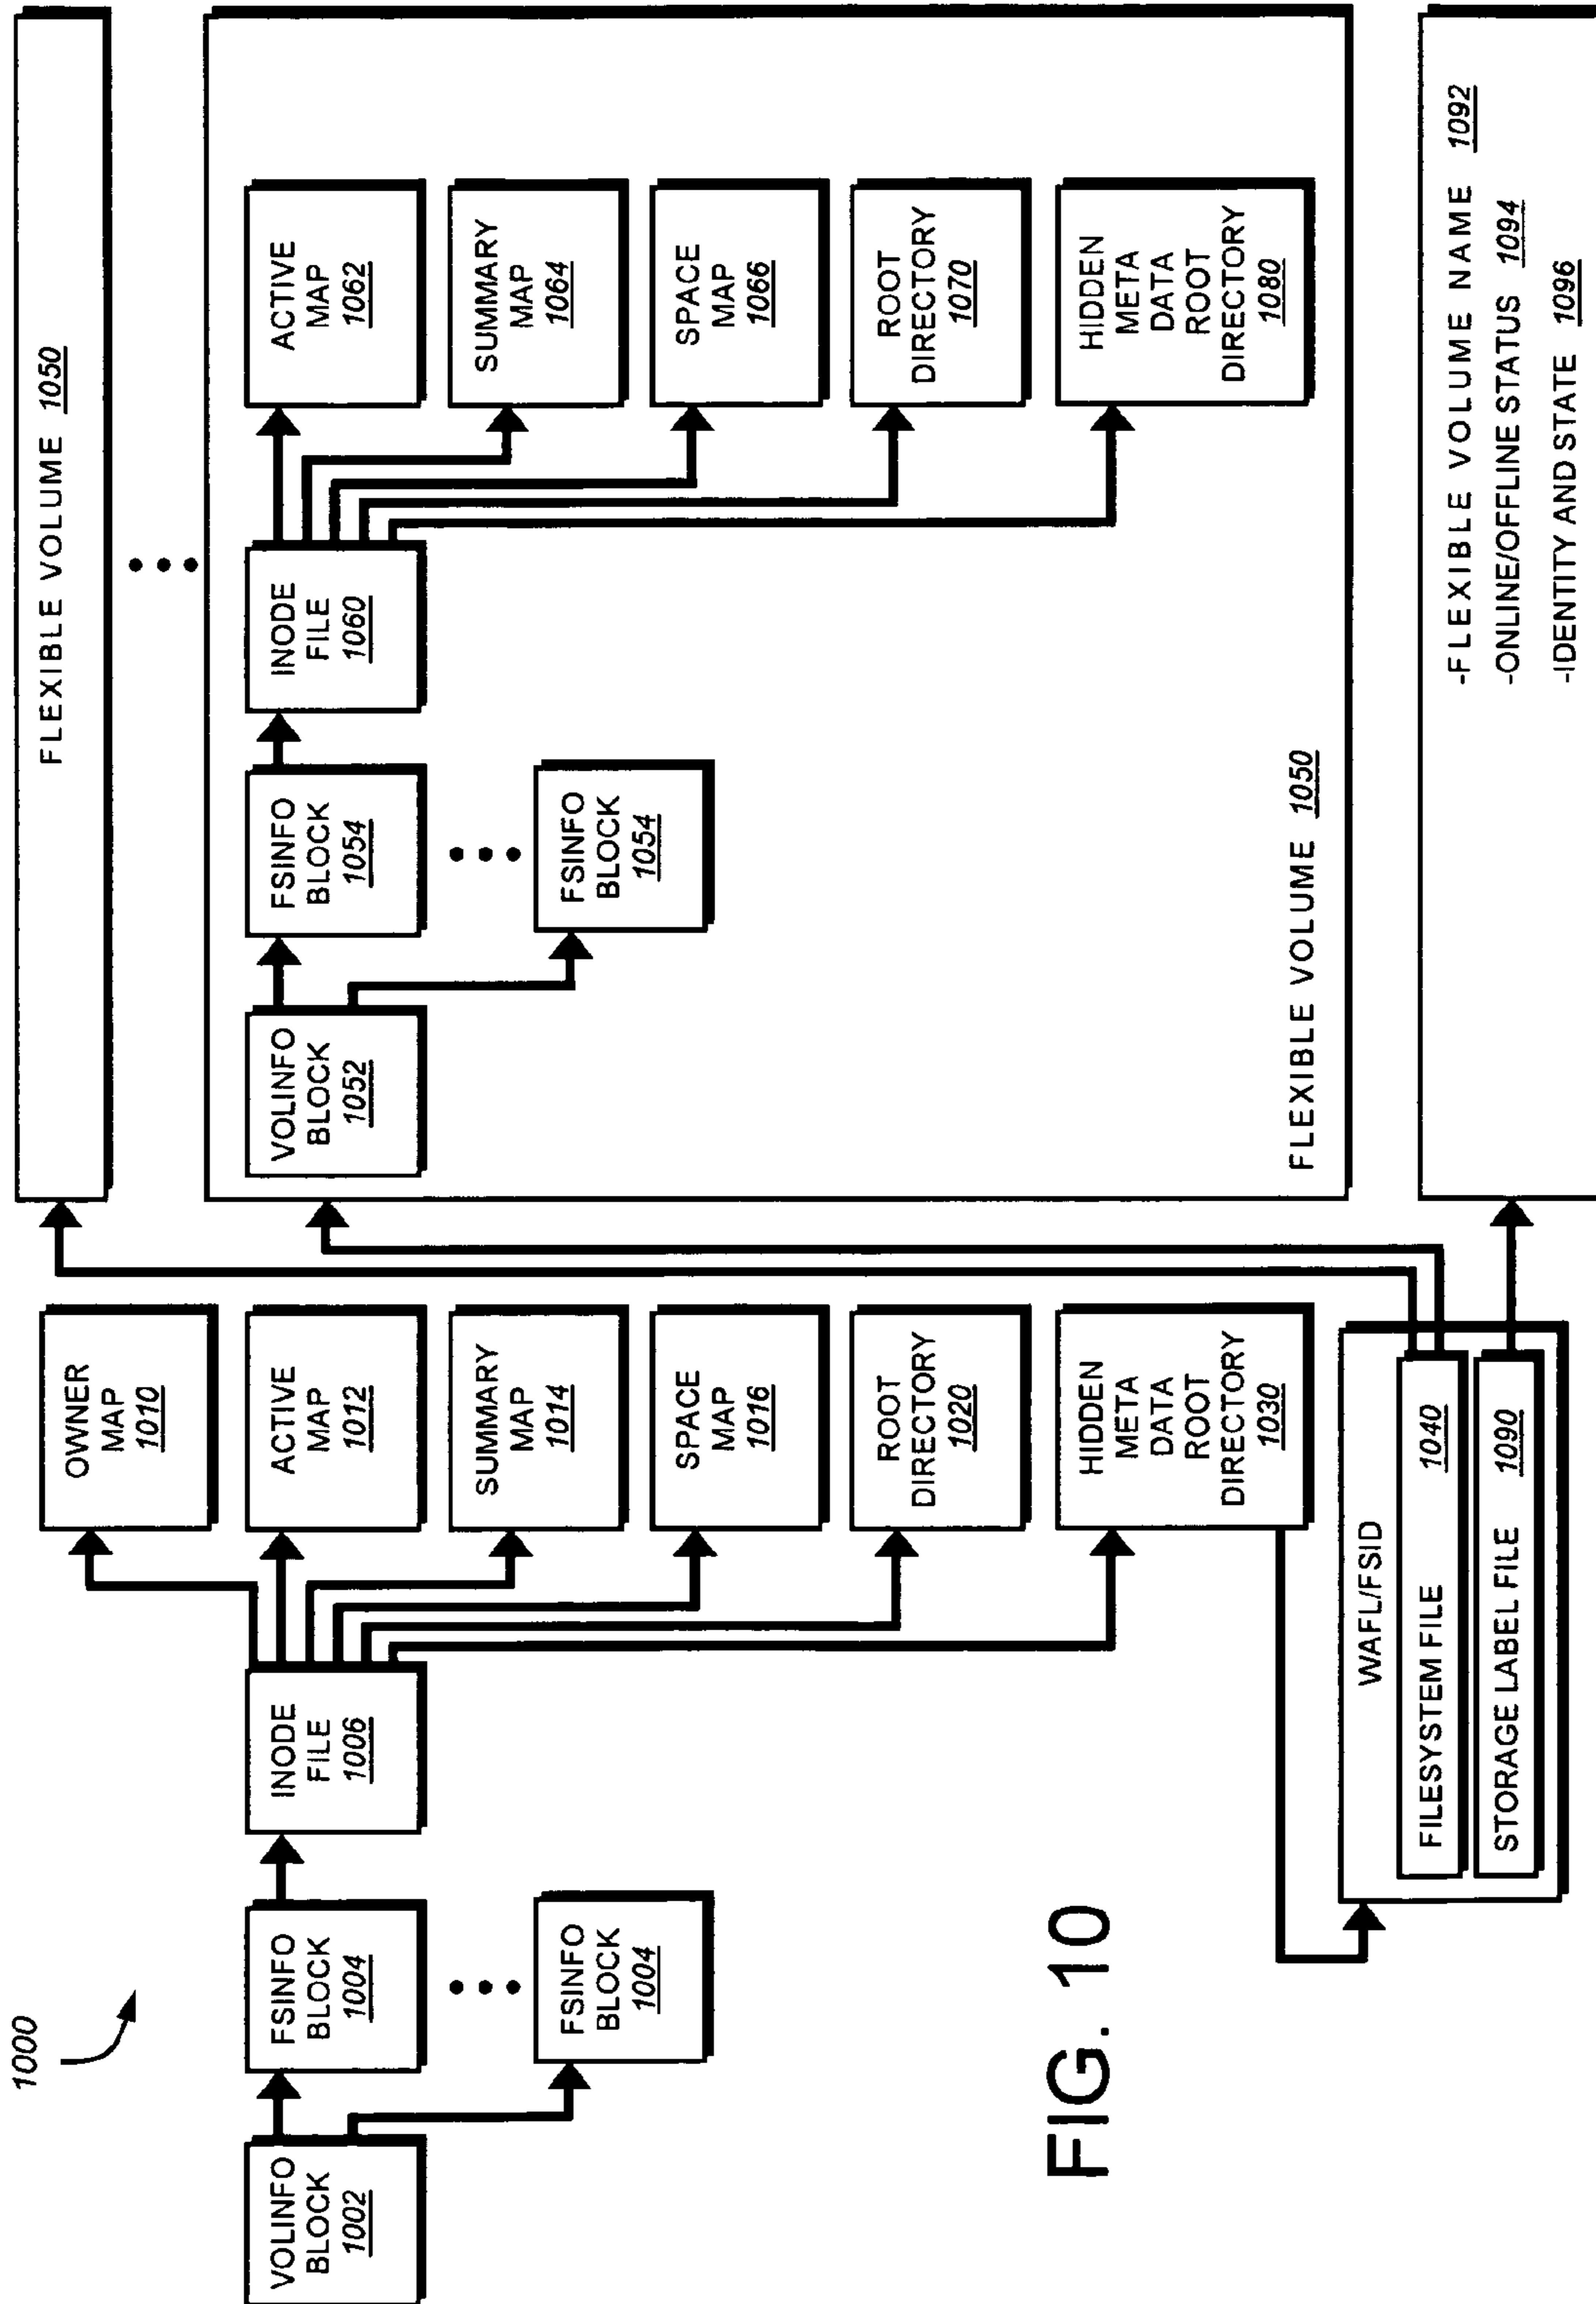 1000
VOLINFO
BLOCK
1002
FSINFO
BLOCK
1004
FSINFO
BLOCK
1004
INODE
FILE
1006
OWNER
MAP
1010
ACTIVE
MAP
1012
SUMMARY
MAP
1014
SPACE
MAP
1016
ROOT
DIRECTORY
1020
HIDDEN
META
DATA
ROOT
DIRECTORY
1030
WAFL/FSID
FILESYSTEM FILE 1040
STORAGE LABEL FILE 1090
FLEXIBLE VOLUME 1050
VOLINFO
BLOCK
1052
FSINFO
BLOCK
1054
FSINFO
BLOCK
1054
INODE
FILE
1060
ACTIVE
MAP
1062
SUMMARY
MAP
1064
SPACE
MAP
1066
ROOT
DIRECTORY
1070
HIDDEN
META
DATA
ROOT
DIRECTORY
1080
FLEXIBLE VOLUME 1050
-FLEXIBLE VOLUME NAME 1092
-ONLINE/OFFLINE STATUS 1094
-IDENTITY AND STATE 1096
FIG. 10